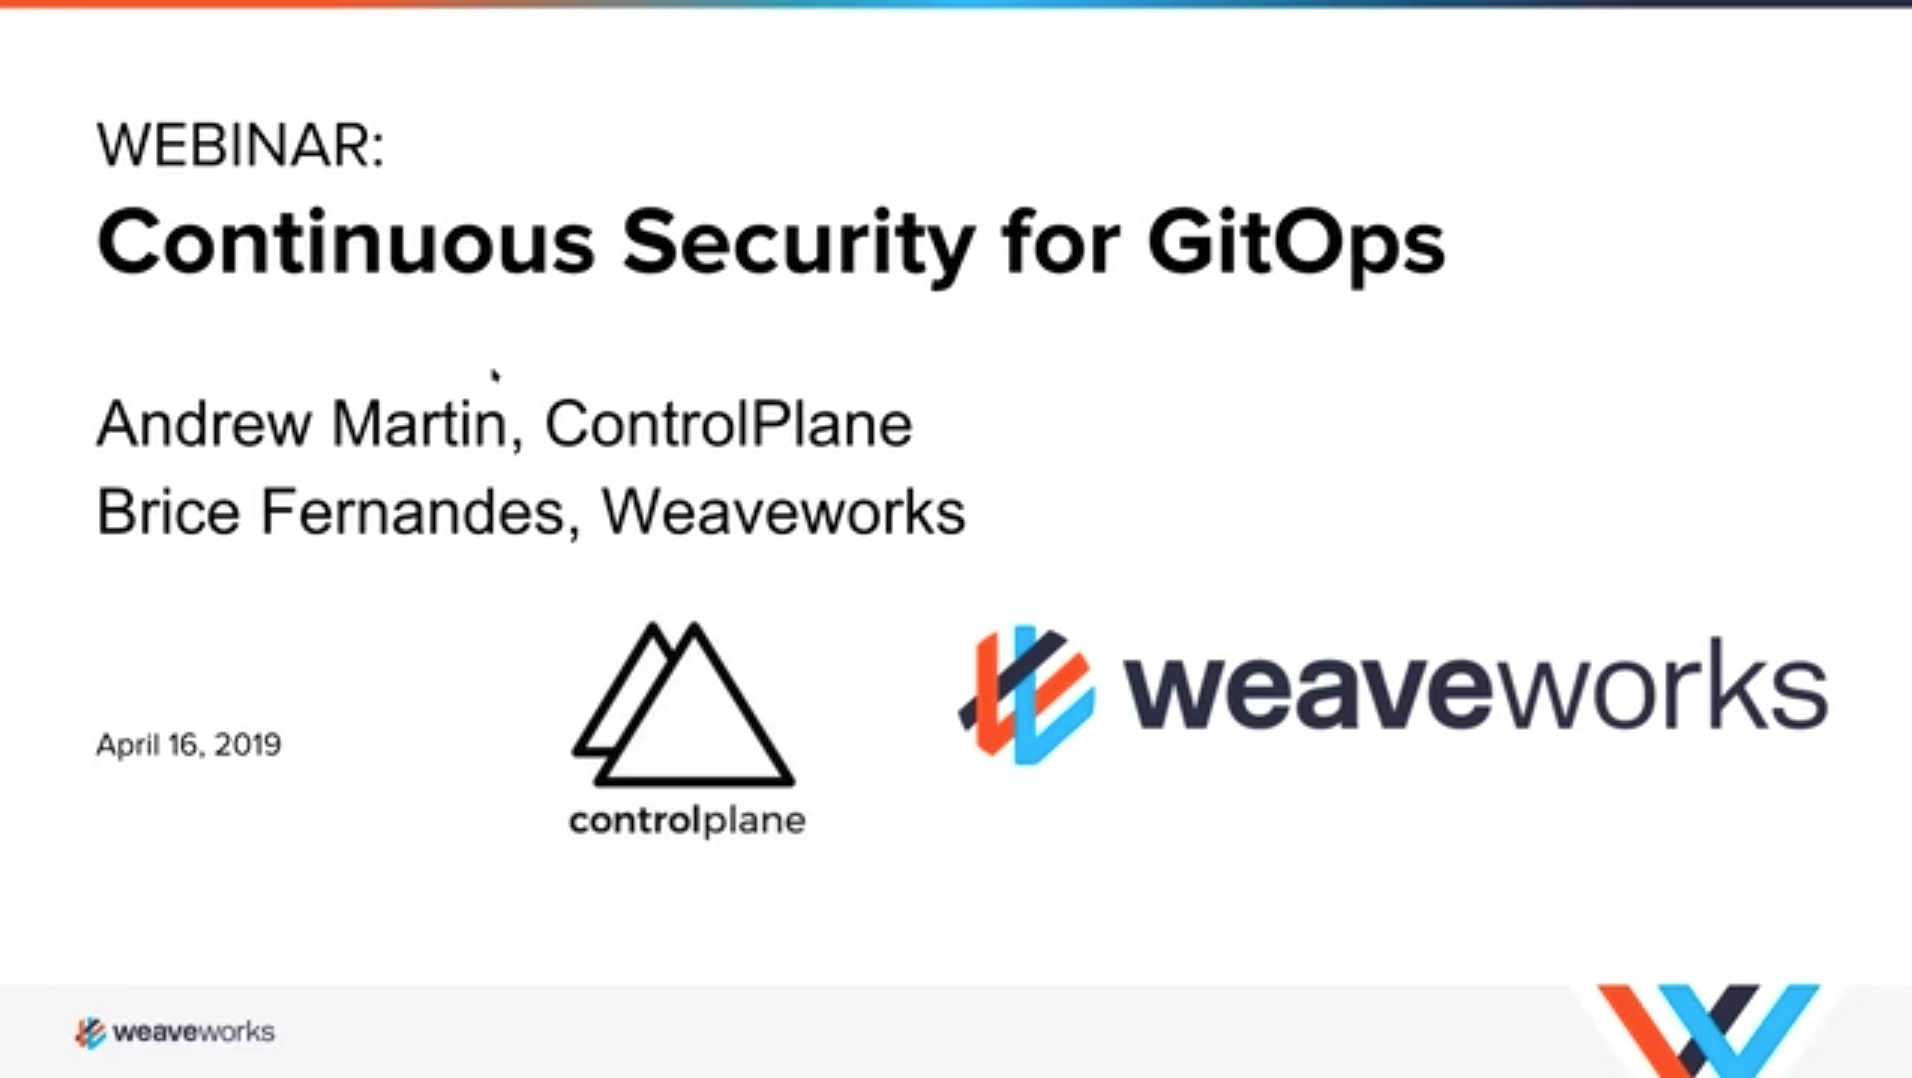 WEBINAR:
Continuous Security for GitOps
Andrew Martin, ControlPlane
Brice Fernandes, Weaveworks
April 16, 2019
controlplane
weaveworks
weaveworks